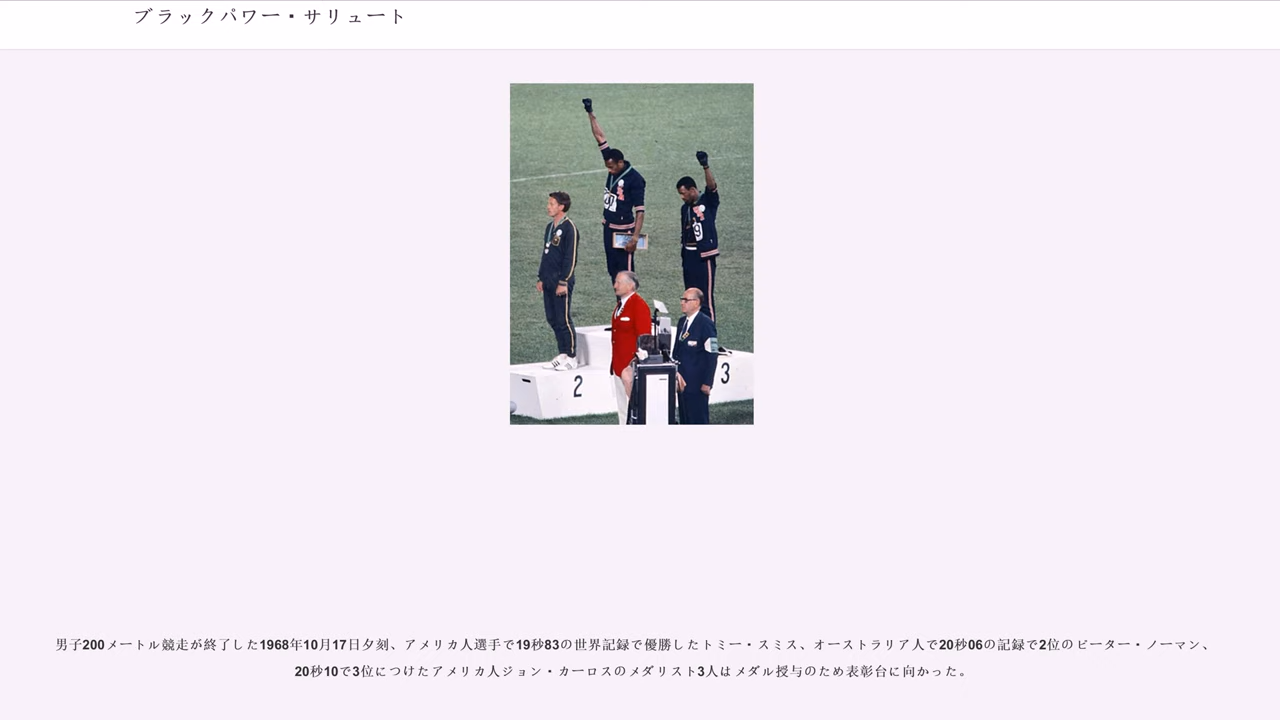 ブラックパワー・サリュート
2
3
男子200メートル競走が終了した1968年10月17日夕刻、アメリカ人選手で19秒83の世界記録で優勝したトミー・スミス、オーストラリア人で20秒06の記録で2位のピーター・ノーマン、
20秒10で3位につけたアメリカ人ジョン・カーロスのメダリスト3人はメダル授与のため表彰台に向かった。